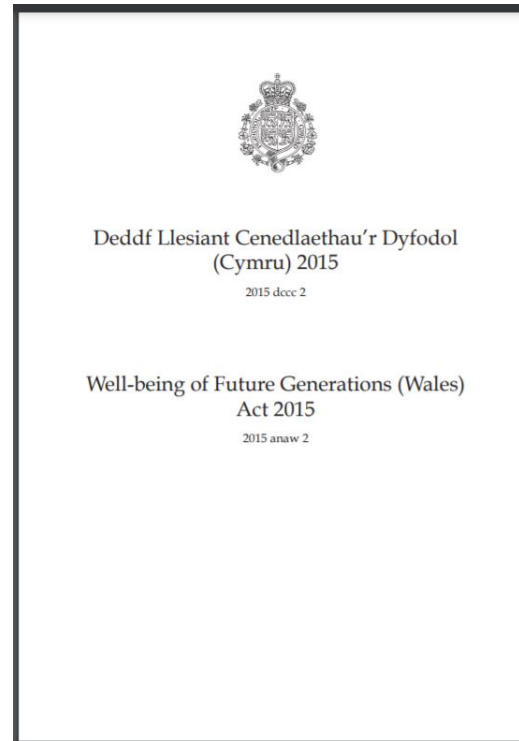 Deddf Llesiant Cenedlaethau'r Dyfodol
(Cymru) 2015
2015 dccc 2
Well-being of Future Generations (Wales)
Act 2015
2015 anaw 2